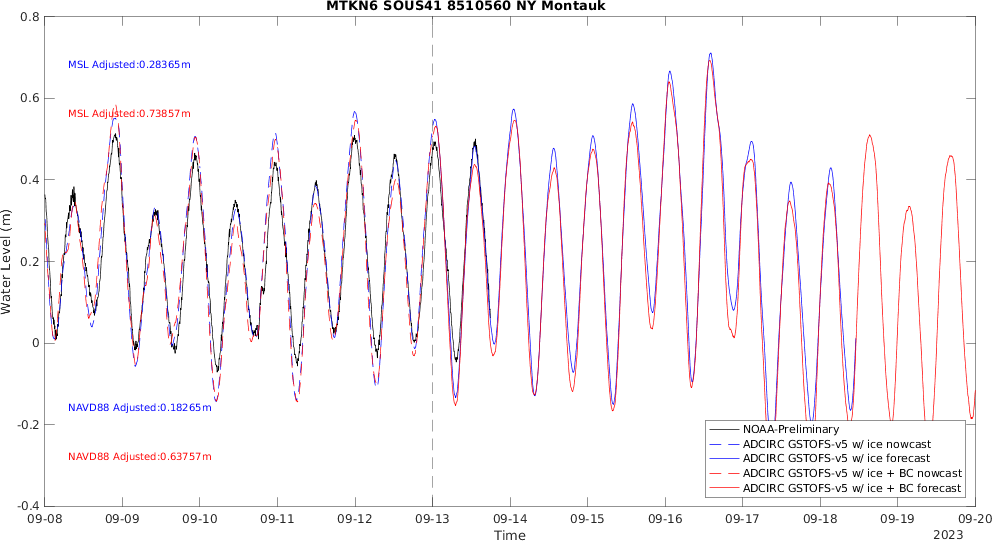 MTKN6 SOUS41 8510560 NY Montauk
0.8
MSL Adjusted:0.28365m
0.6
MSL Adjusted:0.73857m
0.4
Water Level (m)
0.2
0
NAVD88 Adjusted:0.18265m
-0.2
NOAA-Preliminary
ADCIRC GSTOFS-v5 w/ ice nowcast
NAVD88 Adjusted:0.63757m
ADCIRC GSTOFS-v5 w/ ice forecast
ADCIRC GSTOFS-v5 w/ ice + BC nowcast
ADCIRC GSTOFS-v5 w/ ice + BC forecast
-0.4
09-08 09-09 09-10 09-11 09-12 09-13 09-14 09-15 09-16 09-17 09-18 09-19 09-20
Time
2023